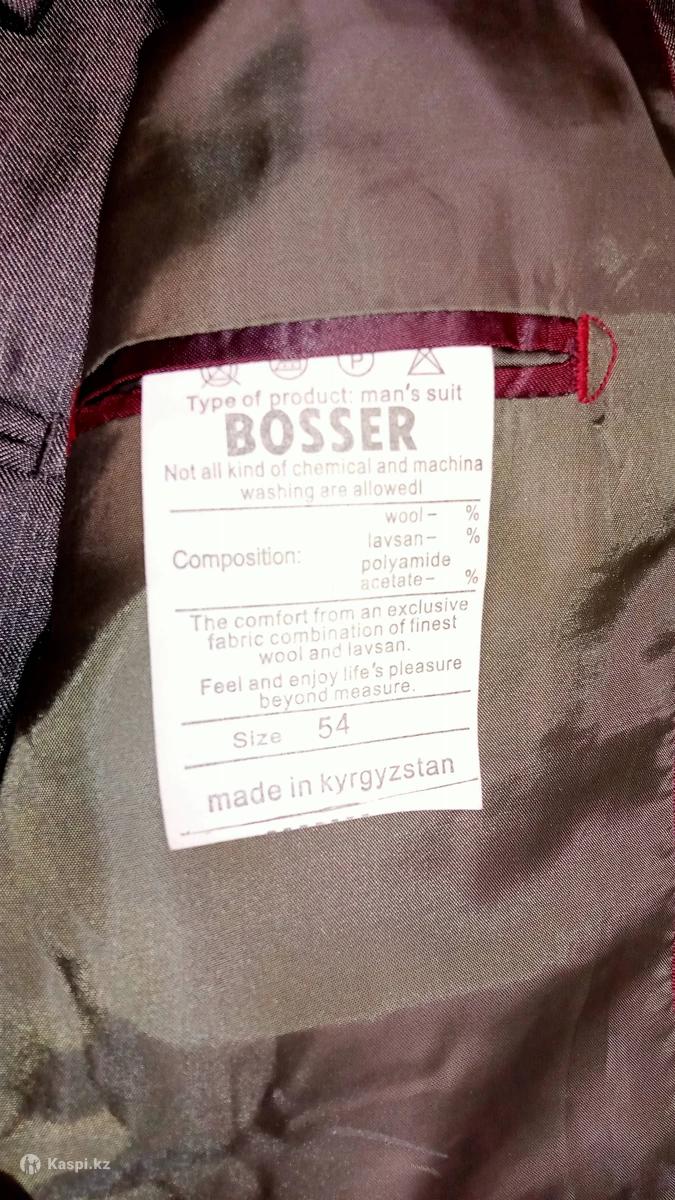 Type of product: man's suit
BOSSER
Not all kind of chemical and machina
washing are allowed!
Composition:
wool – %
lavsan – %
polyamide
acetate – %
The comfort from an exclusive
fabric combination of finest
wool and lavsan.
Feel and enjoy life's pleasure
beyond measure.
Size 54
made in kyrgyzstan
Kaspi.kz